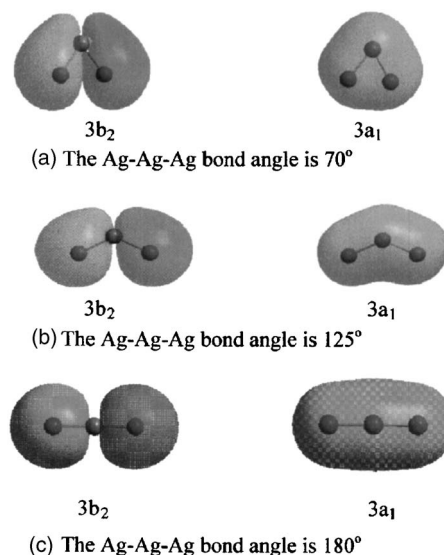 3b₂ 3a₁
(a) The Ag-Ag-Ag bond angle is 70°
3b₂ 3a₁
(b) The Ag-Ag-Ag bond angle is 125°
3b₂ 3a₁
(c) The Ag-Ag-Ag bond angle is 180°